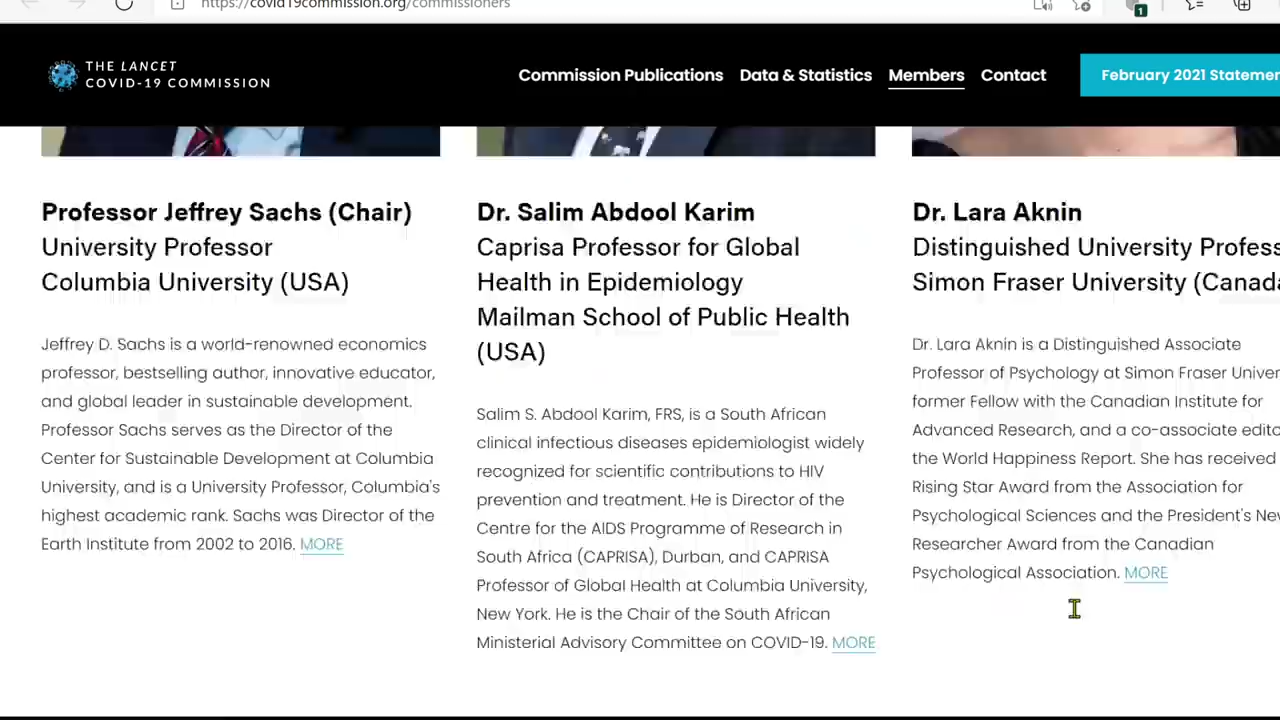 https://covid19commission.org/commissioners
1
THE LANCET
COVID-19 COMMISSION
Commission Publications
Data & Statistics
Members
Contact
February 2021
Professor Jeffrey Sachs (Chair)
University Professor
Columbia University (USA)
Jeffrey D. Sachs is a world-renowned economics
professor, bestselling author, innovative educator,
and global leader in sustainable development.
Professor Sachs serves as the Director of the
Center for Sustainable Development at Columbia
University, and is a University Professor, Columbia's
highest academic rank. Sachs was Director of the
Earth Institute from 2002 to 2016. MORE
Dr. Salim Abdool Karim
Caprisa Professor for Global
Health in Epidemiology
Mailman School of Public Health
(USA)
Salim S. Abdool Karim, FRS, is a South African
clinical infectious diseases epidemiologist widely
recognized for scientific contributions to HIV
prevention and treatment. He is Director of the
Centre for the AIDS Programme of Research in
South Africa (CAPRISA), Durban, and CAPRISA
Professor of Global Health at Columbia University,
New York. He is the Chair of the South African
Ministerial Advisory Committee on COVID-19. MORE
Dr. Lara Aknin
Distinguished University
Simon Fraser University
Dr. Lara Aknin is a Distinguished Associate
Professor of Psychology at Simon Fraser
former Fellow with the Canadian Institute for
Advanced Research, and a co-associate
the World Happiness Report. She has received
Rising Star Award from the Association for
Psychological Sciences and the President's
Researcher Award from the Canadian
Psychological Association. MORE